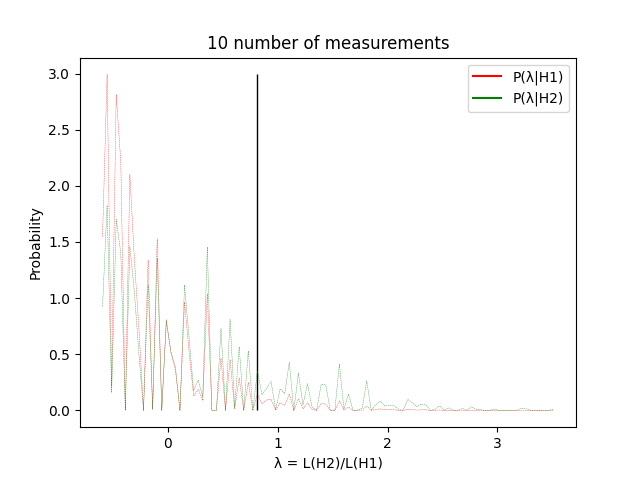 10 number of measurements
P(λ|H1)
P(λ|H2)
Probability
3.0
2.5
2.0
1.5
1.0
0.5
0.0
0
1
2
3
λ = L(H2)/L(H1)